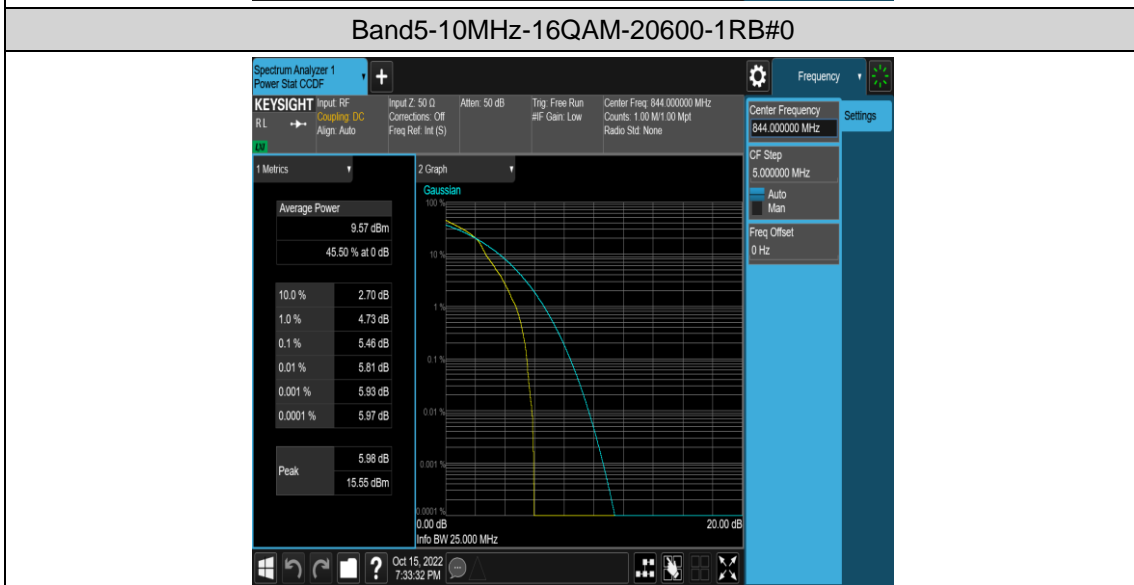 Band5-10MHz-16QAM-20600-1RB#0
Spectrum Analyzer 1
Power Stat CCDF
+
Frequency
KEYSIGHT
RL
LV
Input: RF
Coupling: DC
Align: Auto
Input Z: 50 Ω
Corrections: Off
Freq Ref: Int (S)
Atten: 50 dB
Trig: Free Run
#IF Gain: Low
Center Freq: 844.000000 MHz
Counts: 1.00 M/1.00 Mpt
Radio Std: None
Center Frequency
844.000000 MHz
Settings
CF Step
5.000000 MHz
Auto
Man
Freq Offset
0 Hz
1 Metrics
Average Power
9.57 dBm
45.50 % at 0 dB
10.0 % 2.70 dB
1.0 % 4.73 dB
0.1 % 5.46 dB
0.01 % 5.81 dB
0.001 % 5.93 dB
0.0001 % 5.97 dB
Peak
5.98 dB
15.55 dBm
2 Graph
Gaussian
100 %
10 %
1 %
0.1 %
0.01 %
0.001 %
0.0001 %
0.00 dB 20.00 dB
Info BW 25.000 MHz
?
Oct 15, 2022
7:33:32 PM